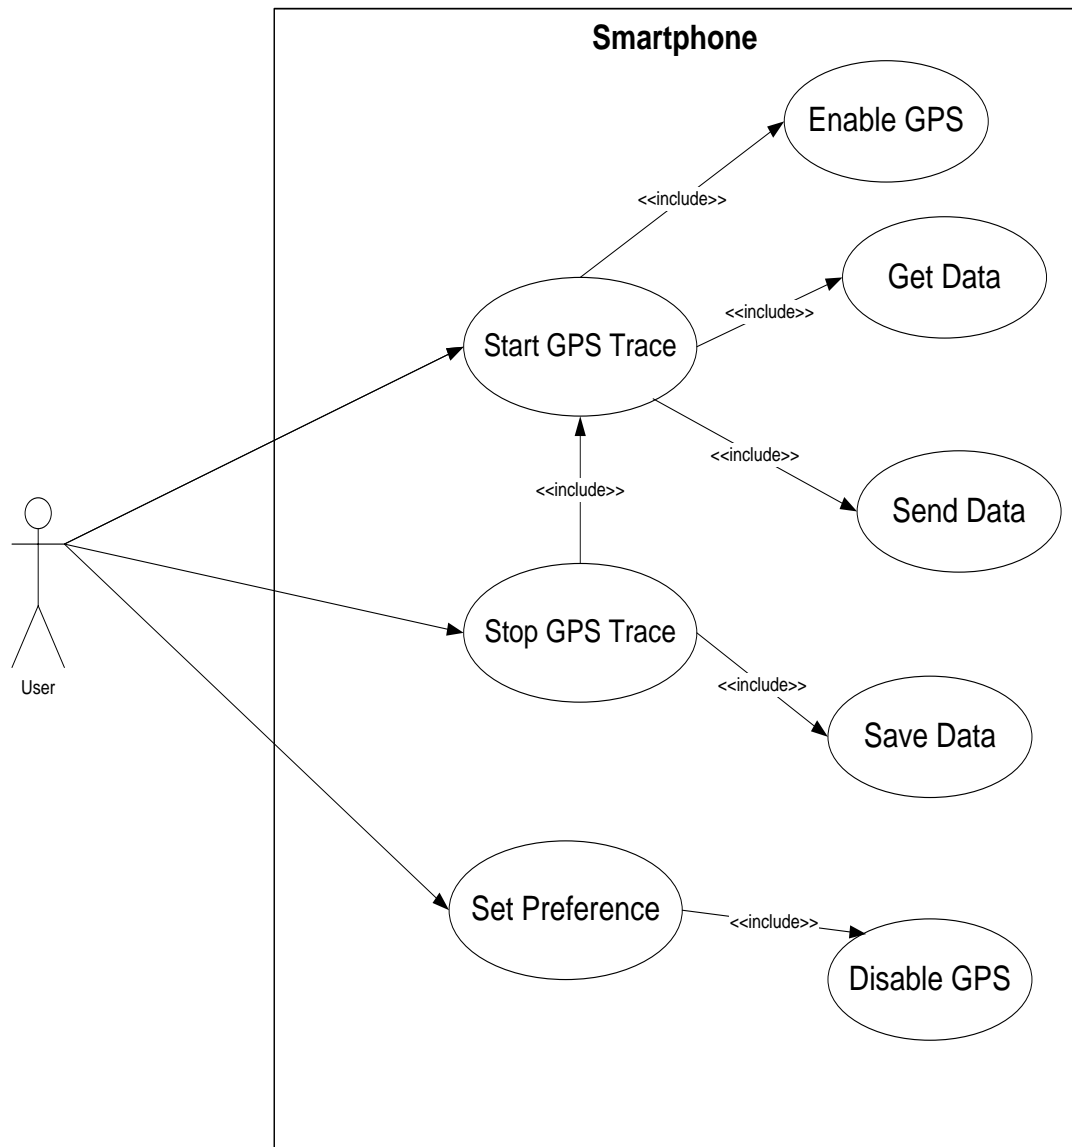 Smartphone
Enable GPS
<<include>>
Get Data
<<include>>
Start GPS Trace
<<include>>
Send Data
<<include>>
Stop GPS Trace
User
<<include>>
Save Data
Set Preference
<<include>>
Disable GPS